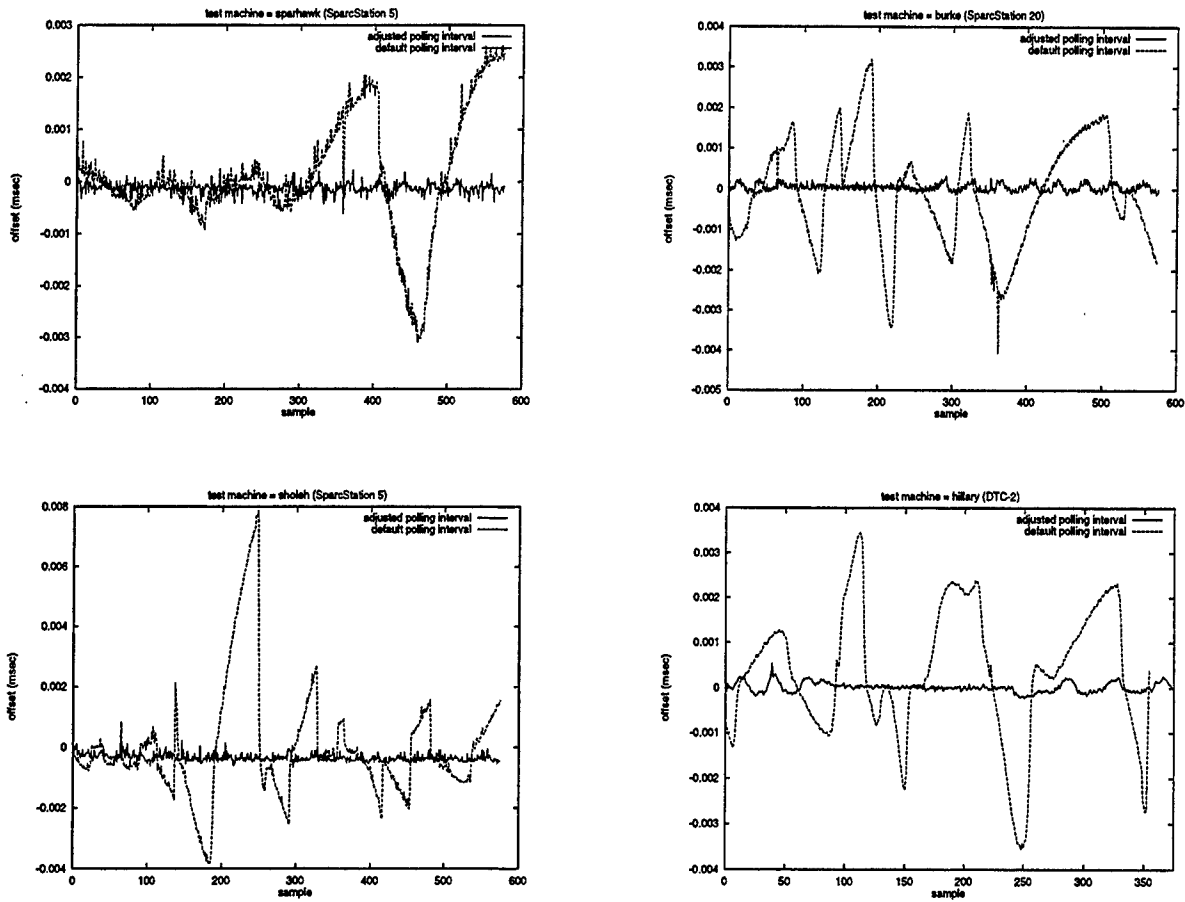 test machine = sparhawk (SparcStation 5)
0.003
0.002
0.001
0
-0.001
-0.002
-0.003
-0.004
offset (msec)
adjusted polling interval
default polling interval
0 100 200 300 400 500 600
sample
test machine = burke (SparcStation 20)
0.004
0.003
0.002
0.001
0
-0.001
-0.002
-0.003
-0.004
-0.005
offset (msec)
adjusted polling interval
default polling interval
0 100 200 300 400 500 600
sample
test machine = sholeh (SparcStation 5)
0.008
0.006
0.004
0.002
0
-0.002
-0.004
offset (msec)
adjusted polling interval
default polling interval
0 100 200 300 400 500 600
sample
test machine = hillary (DTC-2)
0.004
0.003
0.002
0.001
0
-0.001
-0.002
-0.003
-0.004
offset (msec)
adjusted polling interval
default polling interval
0 50 100 150 200 250 300 350
sample